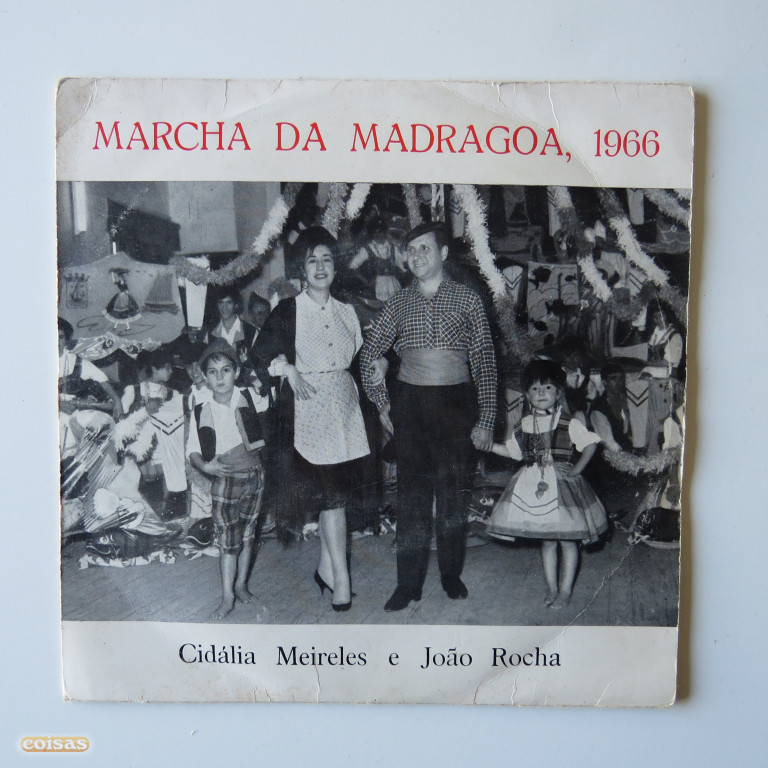 MARCHA DA MADRAGOA, 1966
Cidália Meireles e João Rocha
coisas